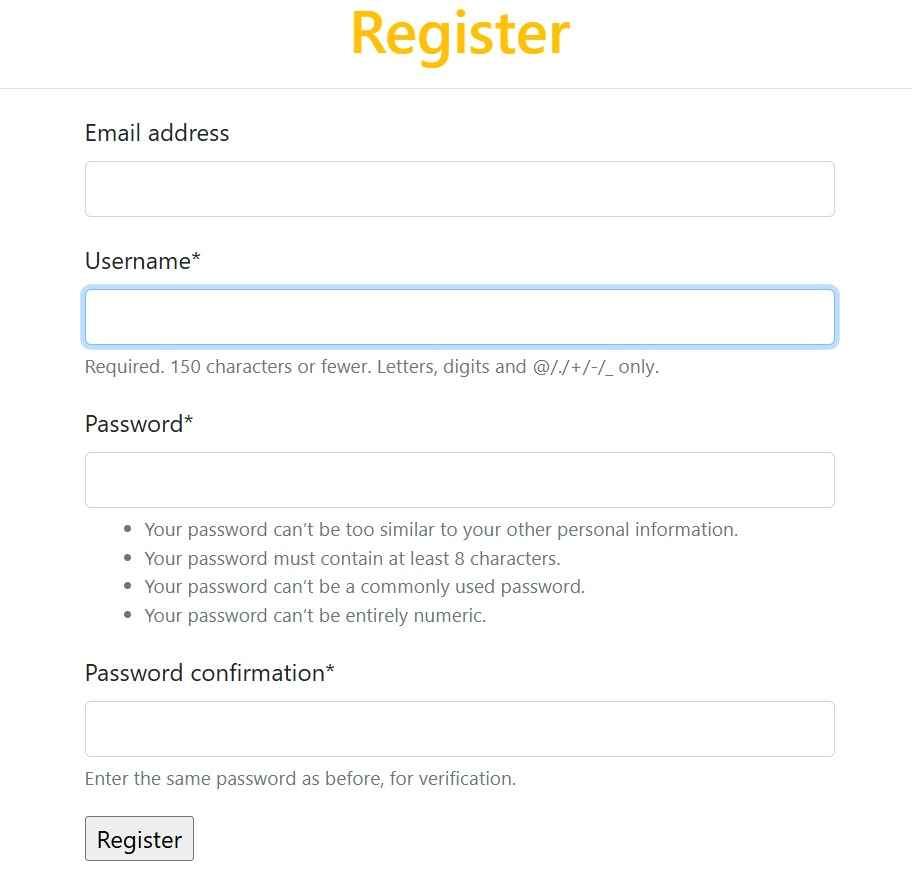 Register
Email address
Username*
Required. 150 characters or fewer. Letters, digits and @/./+/-/_ only.
Password*
• Your password can’t be too similar to your other personal information.
• Your password must contain at least 8 characters.
• Your password can’t be a commonly used password.
• Your password can’t be entirely numeric.
Password confirmation*
Enter the same password as before, for verification.
Register